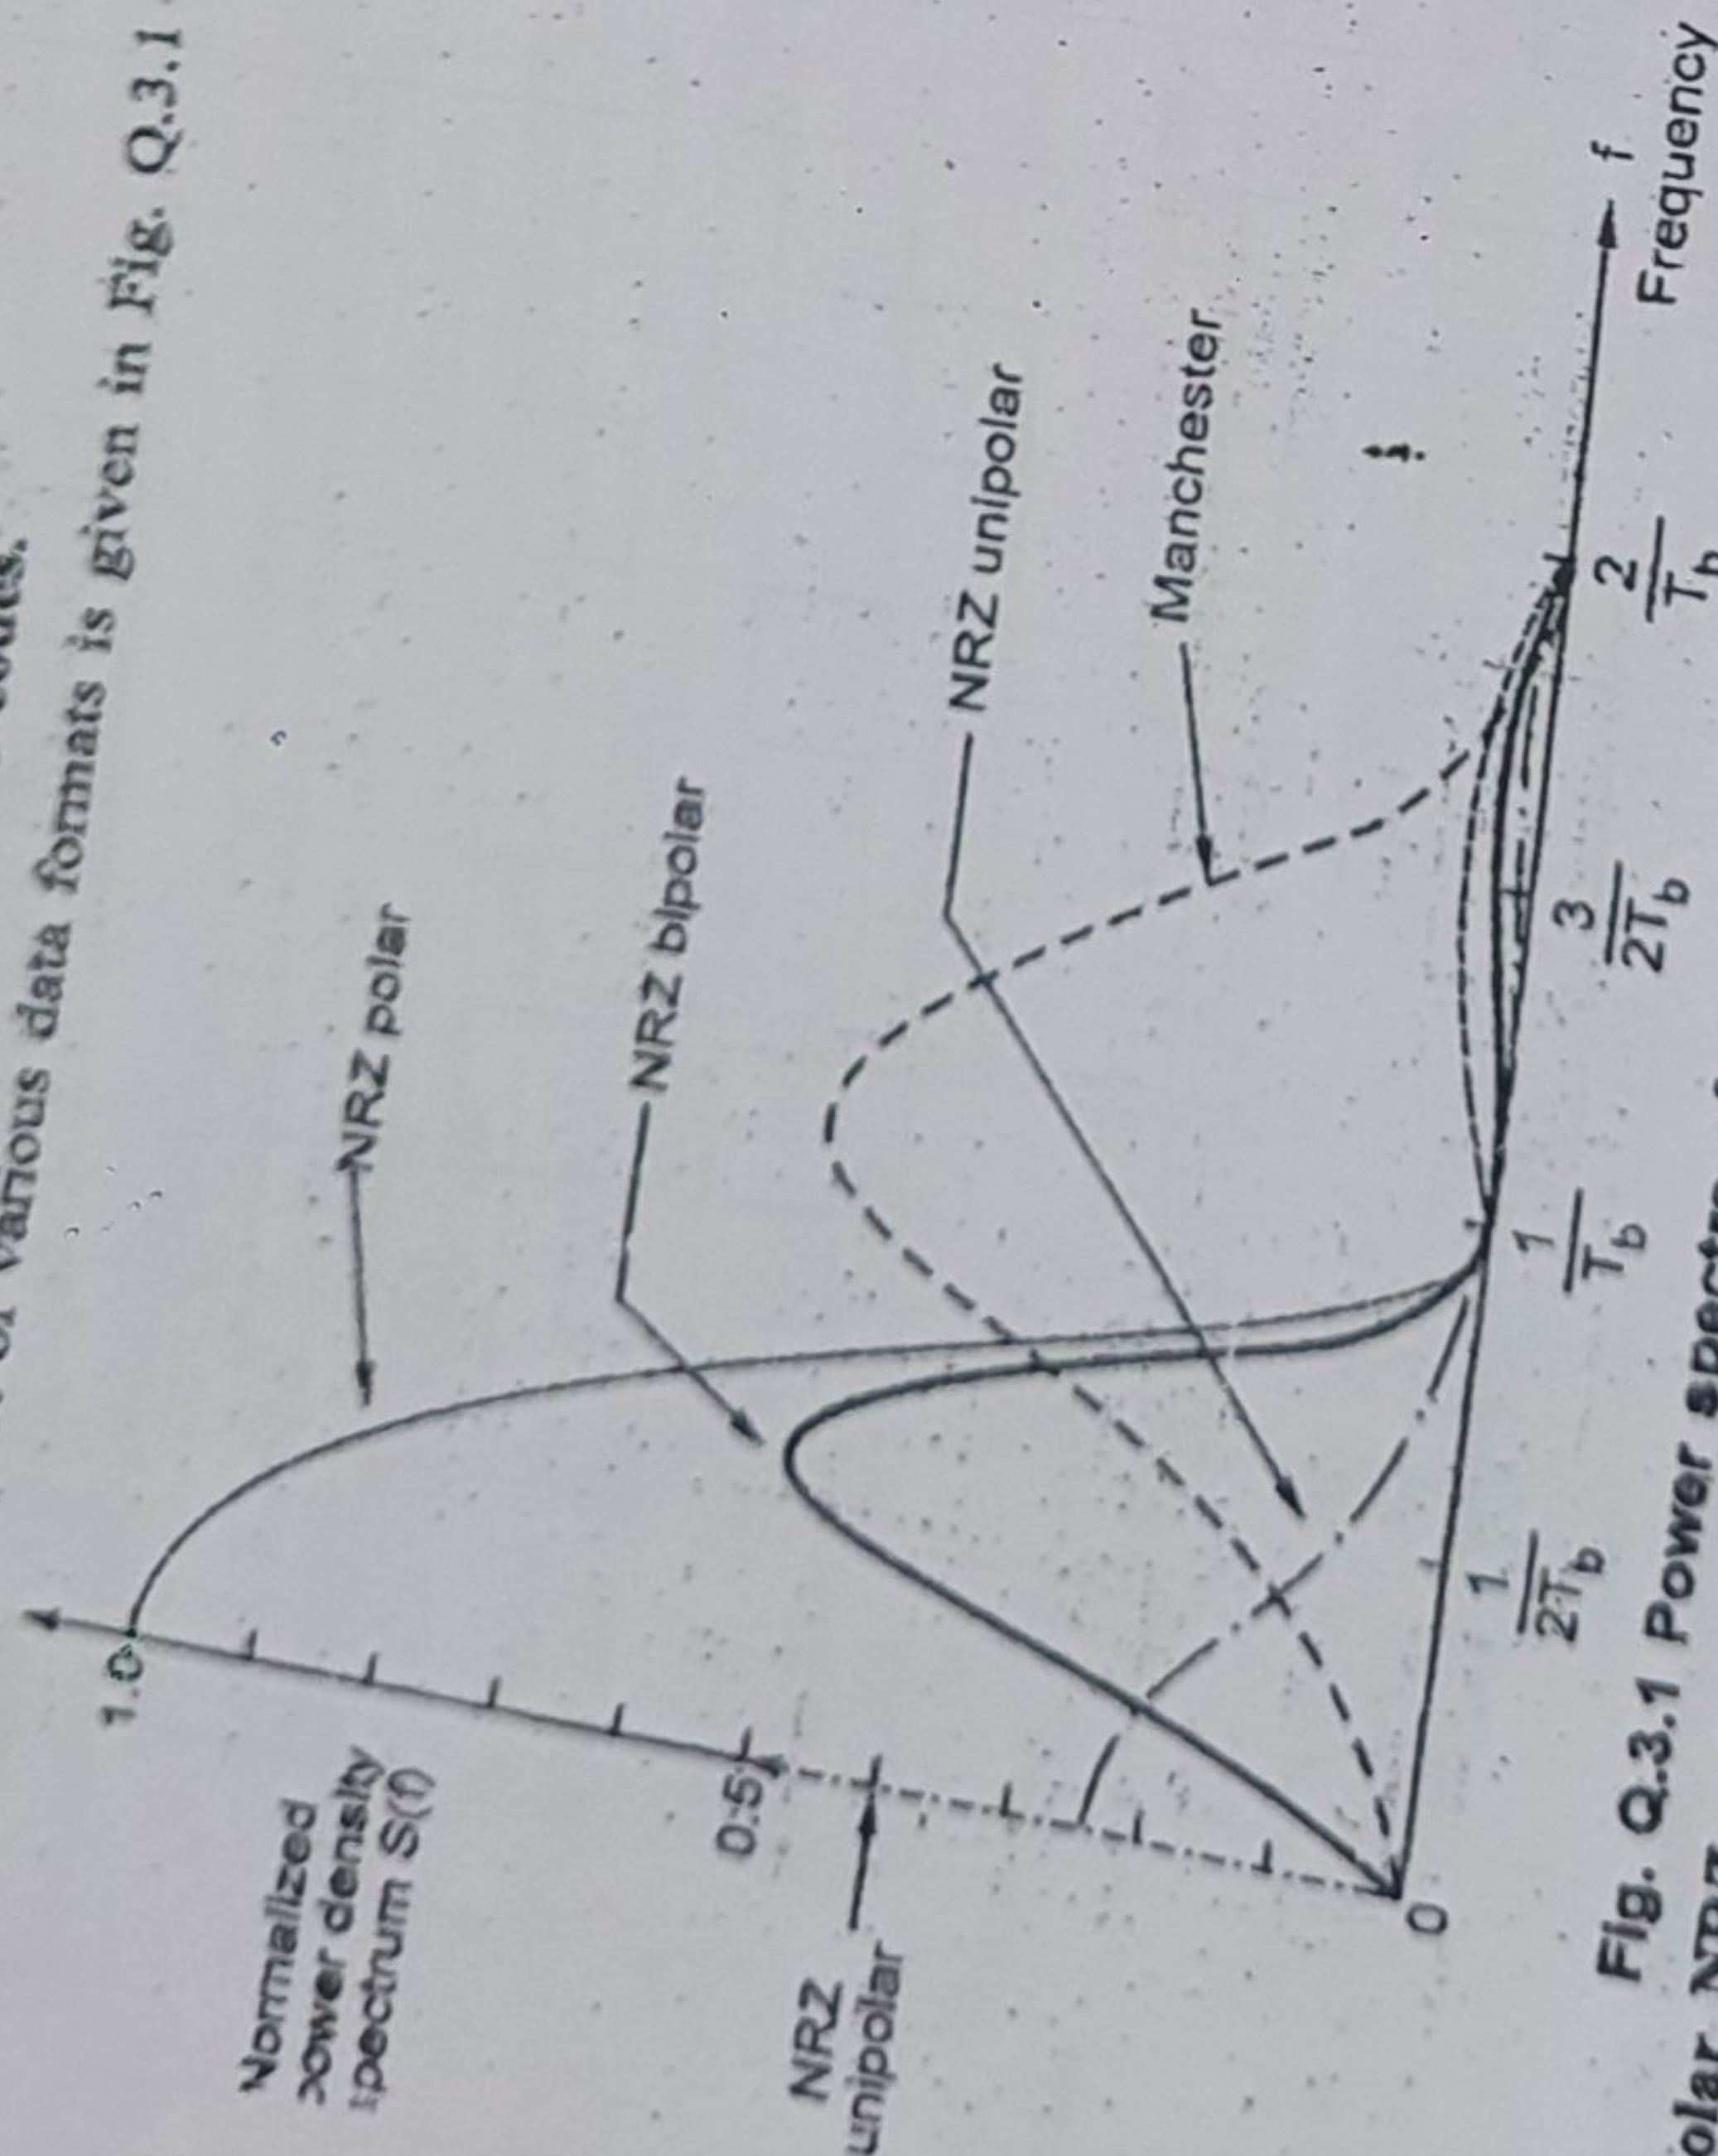 various data formats is given in Fig. Q.3.1
1.0
Normalized
power density
spectrum S(f)
NRZ polar
NRZ bipolar
0.5
NRZ unipolar
NRZ
unipolar
Manchester
0
1
2Tb
1
Tb
3
2Tb
2
Tb
f
Frequency
Fig. Q.3.1 Power spectra